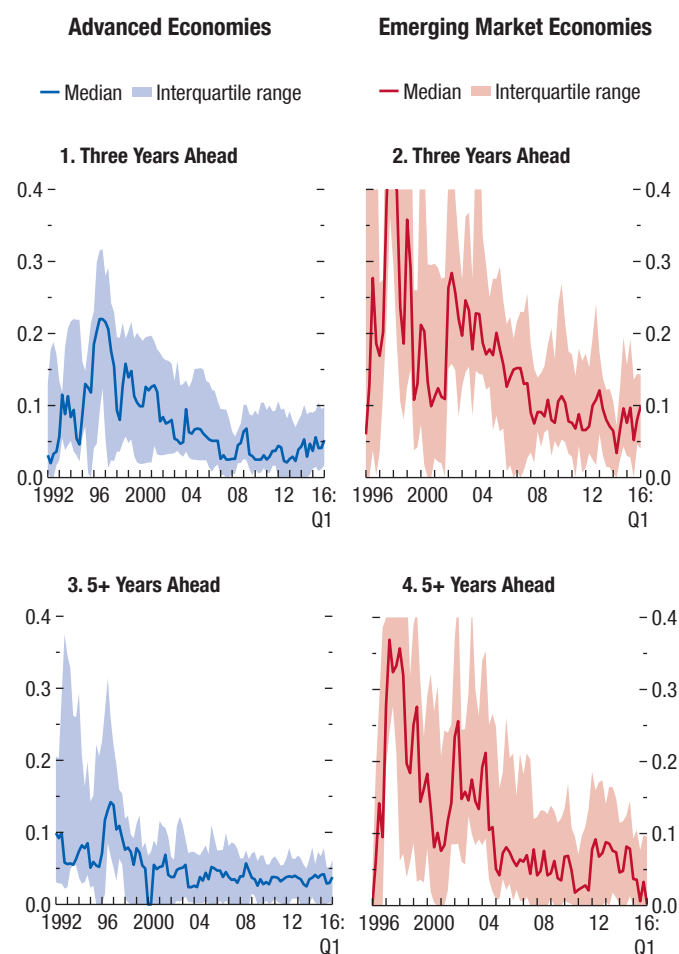 Advanced Economies
Emerging Market Economies
Median Interquartile range
Median Interquartile range
1. Three Years Ahead
0.4
0.3
0.2
0.1
0.0
1992 96 2000 04 08 12 16:
Q1
2. Three Years Ahead
0.4
0.3
0.2
0.1
0.0
1996 2000 04 08 12 16:
Q1
3. 5+ Years Ahead
0.4
0.3
0.2
0.1
0.0
1992 96 2000 04 08 12 16:
Q1
4. 5+ Years Ahead
0.4
0.3
0.2
0.1
0.0
1996 2000 04 08 12 16:
Q1